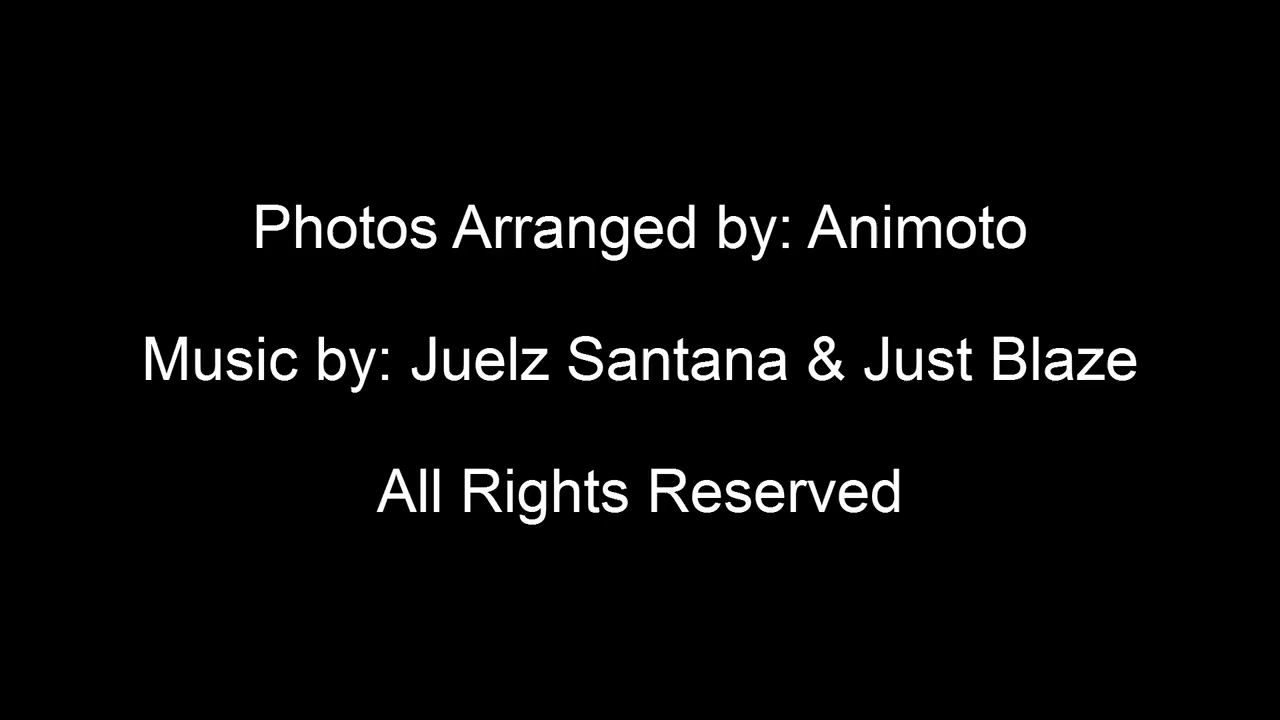 Photos Arranged by: Animoto
Music by: Juelz Santana & Just Blaze
All Rights Reserved